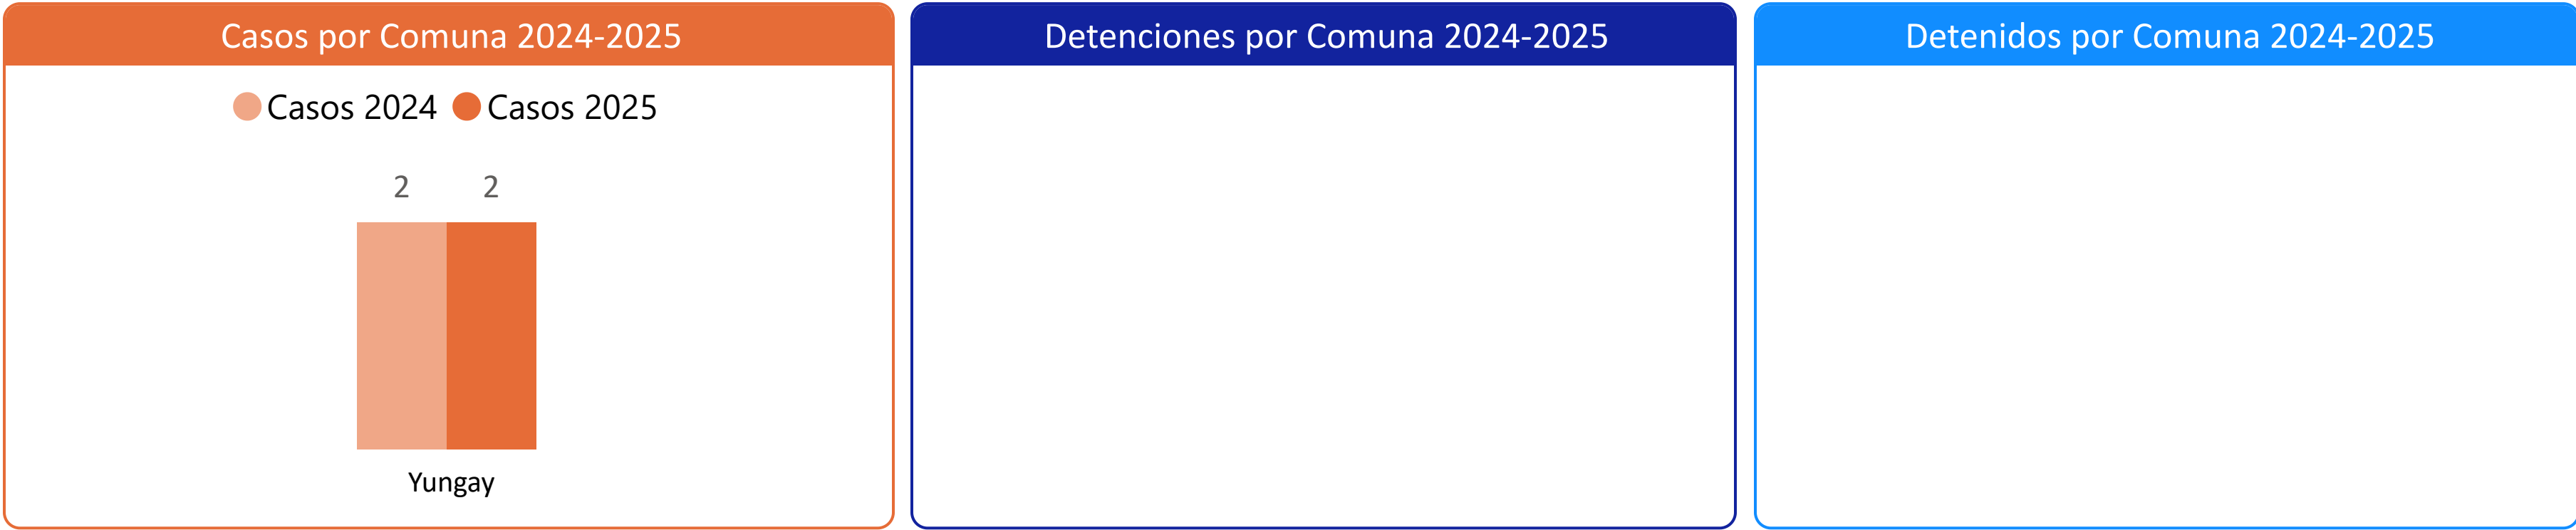 Casos por Comuna 2024-2025
Casos 2024 Casos 2025
2 2
Yungay
Detenciones por Comuna 2024-2025
Detenidos por Comuna 2024-2025